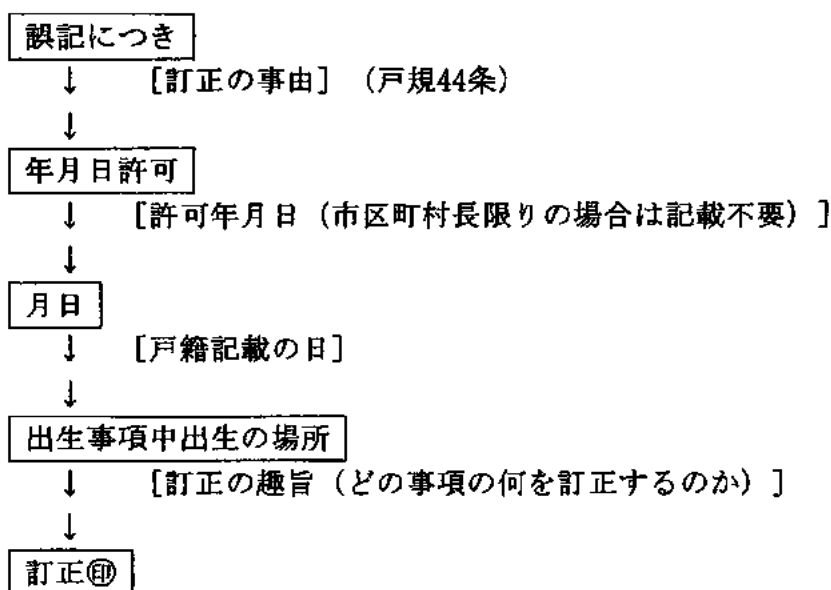 誤記につき
↓ [訂正の事由] (戸規44条)
↓
年月日許可
↓ [許可年月日 (市区町村長限りの場合は記載不要) ]
↓
月日
↓ [戸籍記載の日]
↓
出生事項中出生の場所
↓ [訂正の趣旨 (どの事項の何を訂正するのか) ]
↓
訂正㊞